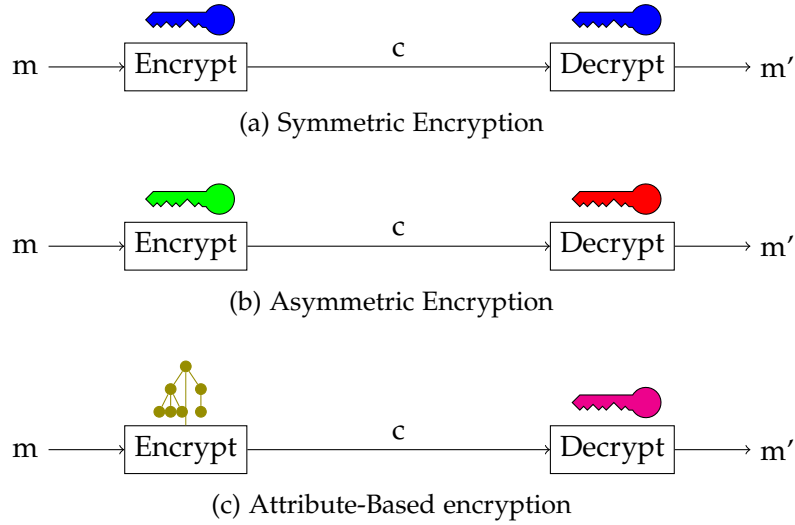 m Encrypt c Decrypt m′
(a) Symmetric Encryption
m Encrypt c Decrypt m′
(b) Asymmetric Encryption
m Encrypt c Decrypt m′
(c) Attribute-Based encryption